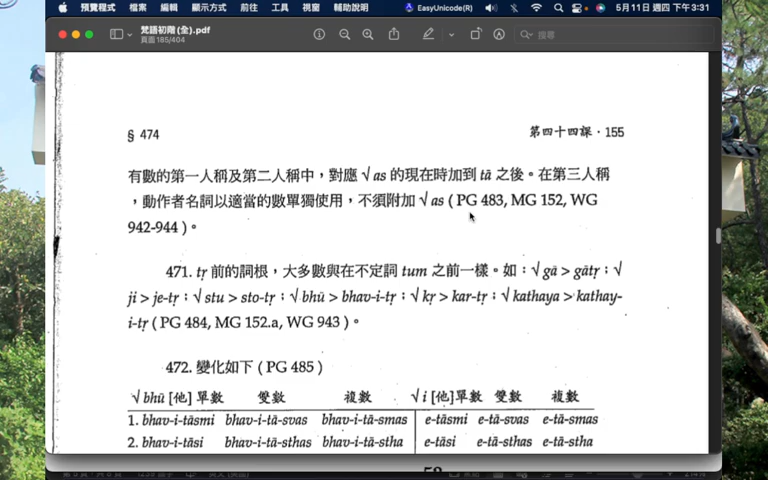 預覽程式 檔案 編輯 顯示方式 前往 工具 視窗 輔助說明 EasyUnicode(R) 5月11日 週四 下午3:31
梵語初階 (全).pdf
頁面 185/404
搜尋
§ 474 第四十四課・155
有數的第一人稱及第二人稱中,對應 √ as 的現在時加到 tā 之後。在第三人稱
,動作者名詞以適當的數單獨使用,不須附加 √ as ( PG 483, MG 152, WG
942-944 )。
471. tṛ 前的詞根,大多數與在不定詞 tum 之前一樣。如:√ gā > gātṛ;√
ji > je-tṛ;√ stu > sto-tṛ;√ bhū > bhav-i-tṛ;√ kṛ > kar-tṛ;√ kathaya > kathay-
i-tṛ ( PG 484, MG 152.a, WG 943 )。
472. 變化如下 ( PG 485 )
√ bhū [他] 單數 雙數 複數 √ i [他]單數 雙數 複數
1. bhav-i-tāsmi bhav-i-tā-svas bhav-i-tā-smas e-tāsmi e-tā-svas e-tā-smas
2. bhav-i-tāsi bhav-i-tā-sthas bhav-i-tā-stha e-tāsi e-tā-sthas e-tā-stha